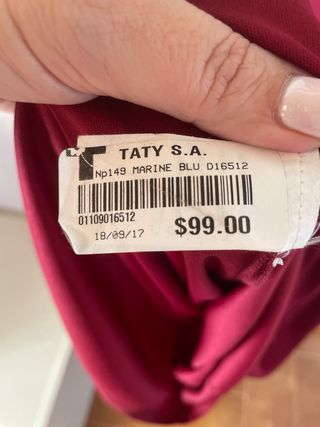 TATY S.A.
Np149 MARINE BLU D16512
01109016512
18/09/17 $99.00